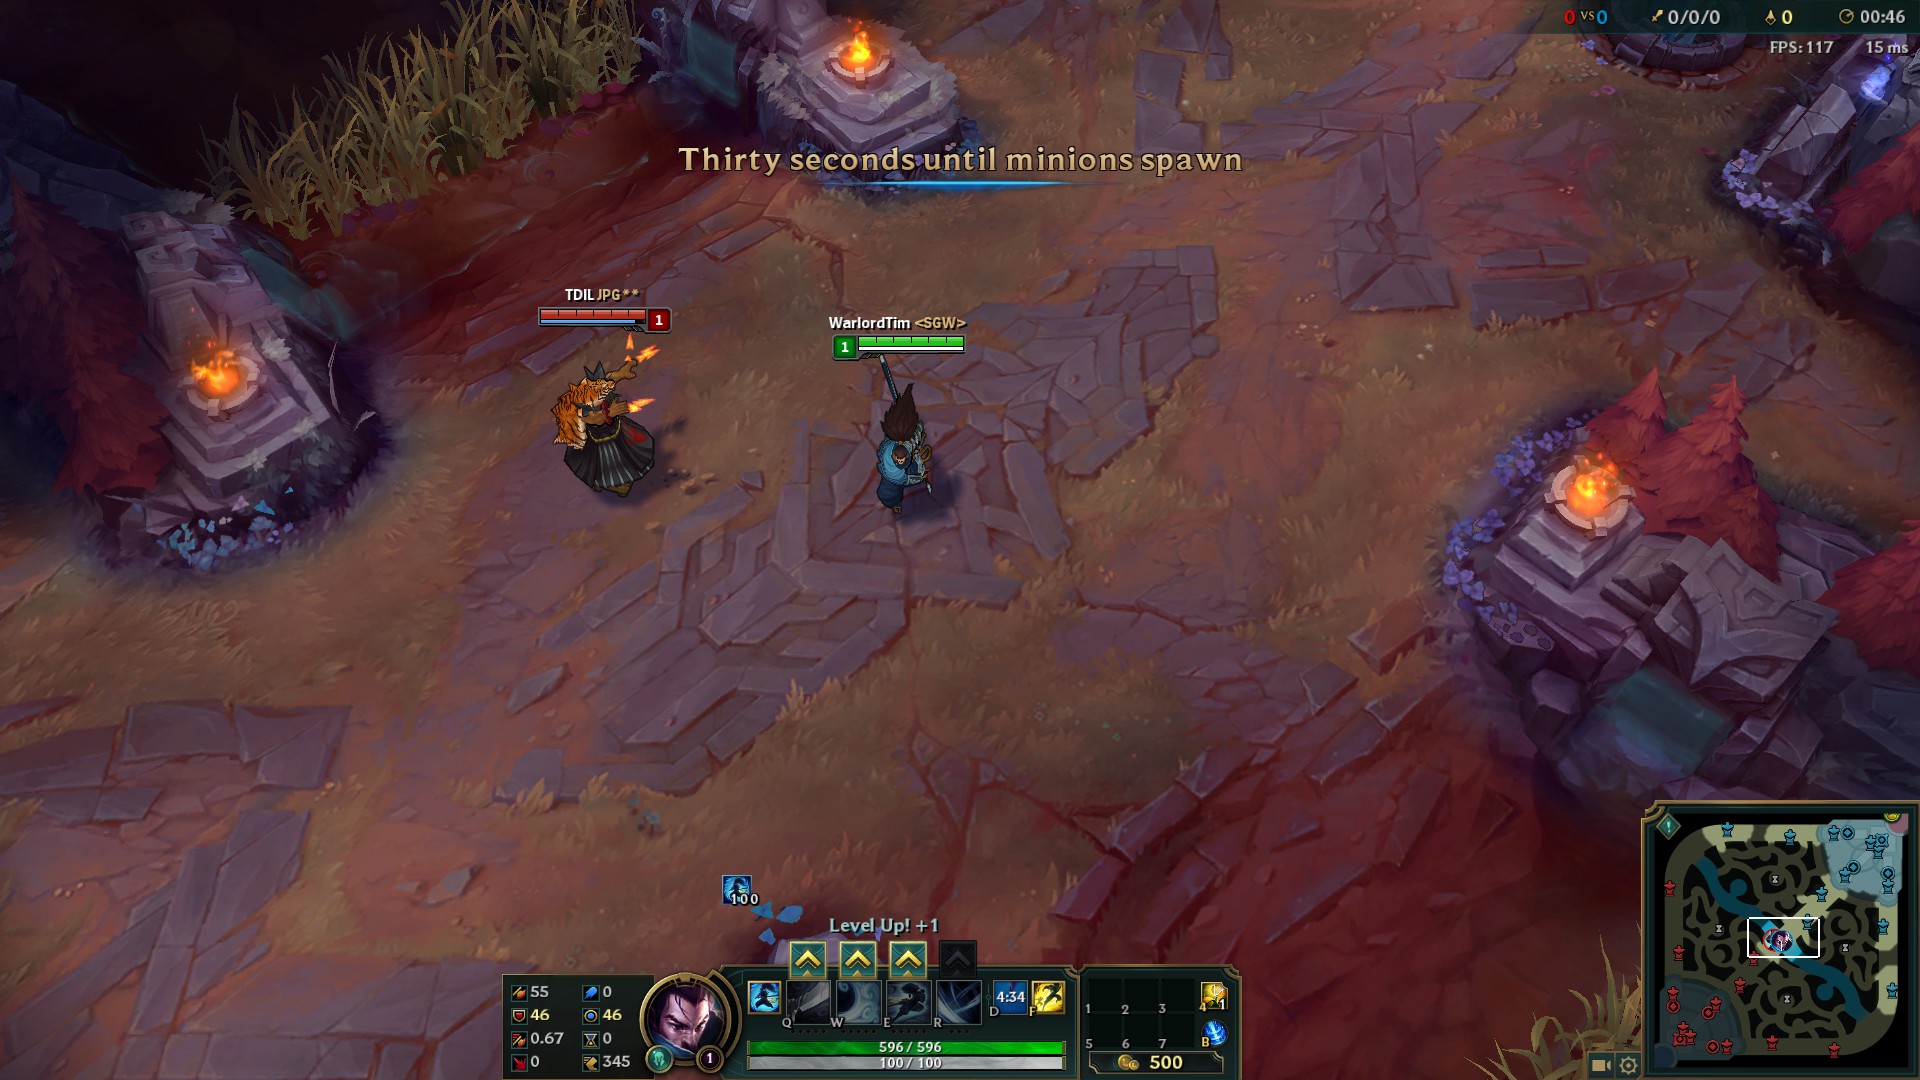 0 VS 0 0/0/0 0 00:46
FPS: 117 15 ms
Thirty seconds until minions spawn
TDIL JPG**
1
WarlordTim <SGW>
1
100
Level Up! +1
55 0
46 46
0.67 0
0 345
1
Q W E R
4:34
D F
596 / 596
100 / 100
1 2 3 4 1
5 6 7 B
500